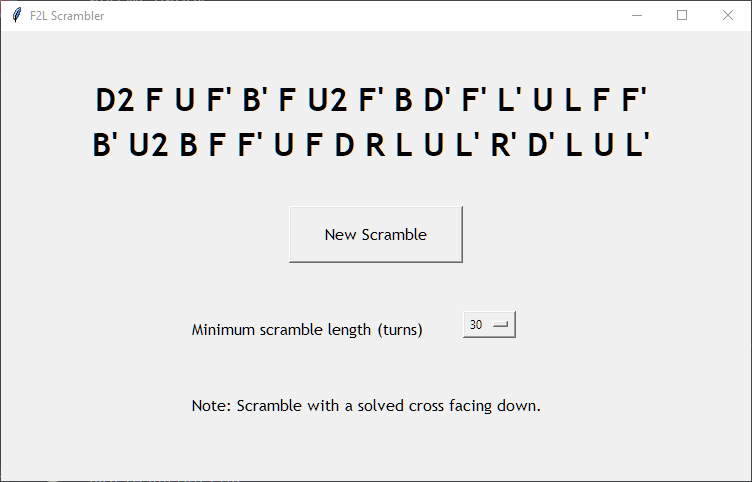 F2L Scrambler
D2 F U F' B' F U2 F' B D' F' L' U L F F'
B' U2 B F F' U F D R L U L' R' D' L U L'
New Scramble
Minimum scramble length (turns) 30
Note: Scramble with a solved cross facing down.